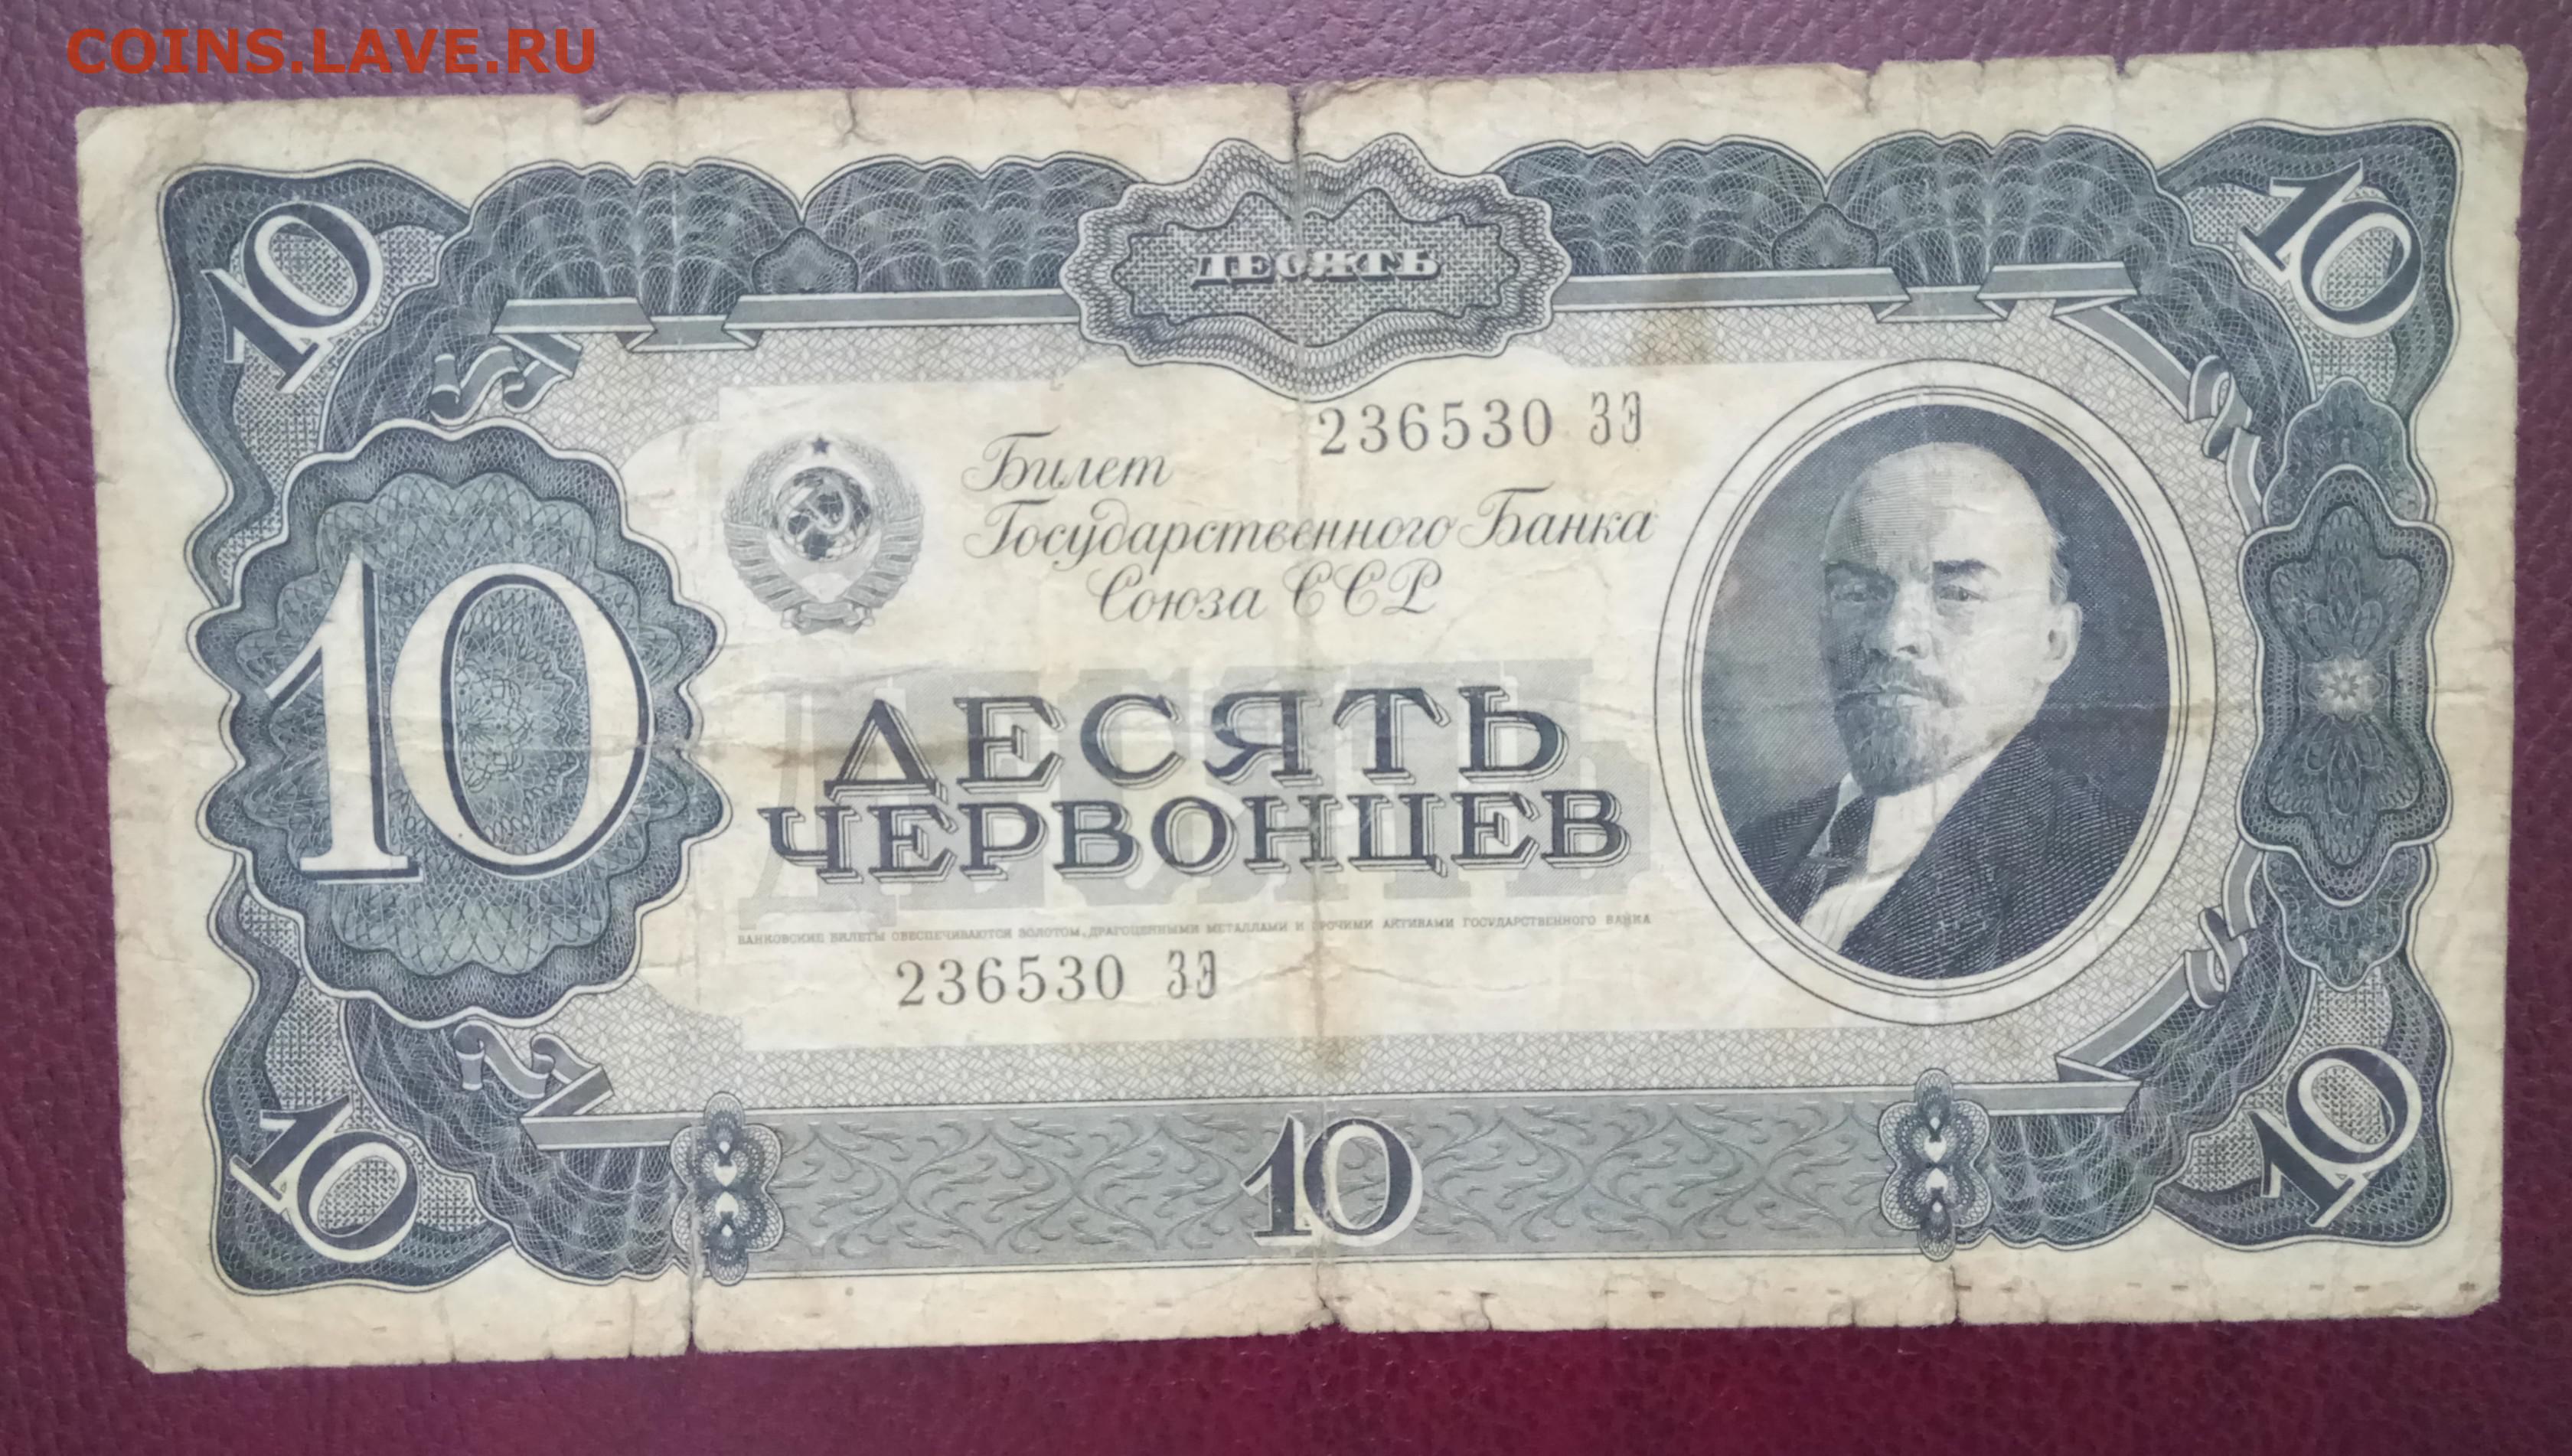 COINS.LAVE.RU
10
ДЕСЯТЬ
10
236530 ЗЭ
Билет
Государственного Банка
Союза ССР
10
ДЕСЯТЬ
ДЕСЯТЬ
ЧЕРВОНЦЕВ
БАНКОВСКИЕ БИЛЕТЫ ОБЕСПЕЧИВАЮТСЯ ЗОЛОТОМ, ДРАГОЦЕННЫМИ МЕТАЛЛАМИ И ПРОЧИМИ АКТИВАМИ ГОСУДАРСТВЕННОГО БАНКА
236530 ЗЭ
10
10
10